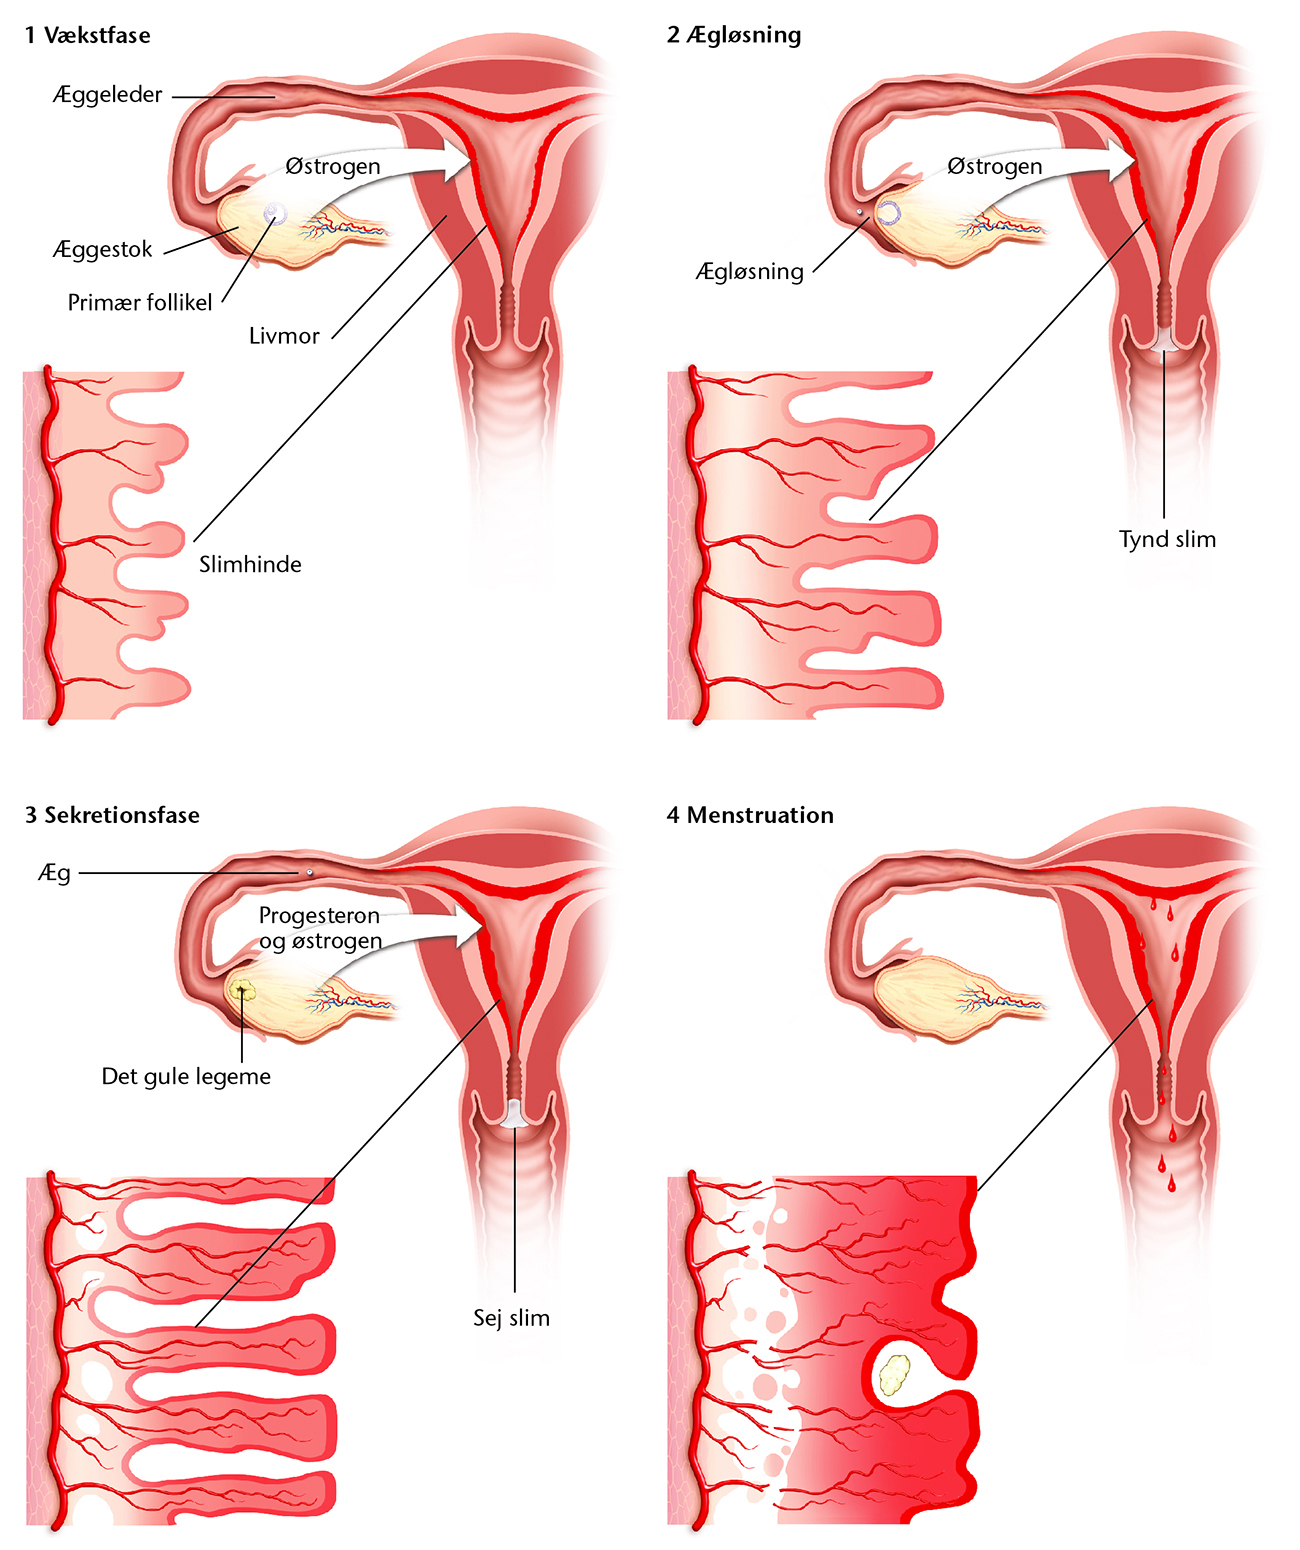 1 Vækstfase
Æggeleder
Østrogen
Æggestok
Primær follikel
Livmor
Slimhinde
2 Ægløsning
Østrogen
Ægløsning
Tynd slim
3 Sekretionsfase
Æg
Progesteron
og østrogen
Det gule legeme
Sej slim
4 Menstruation